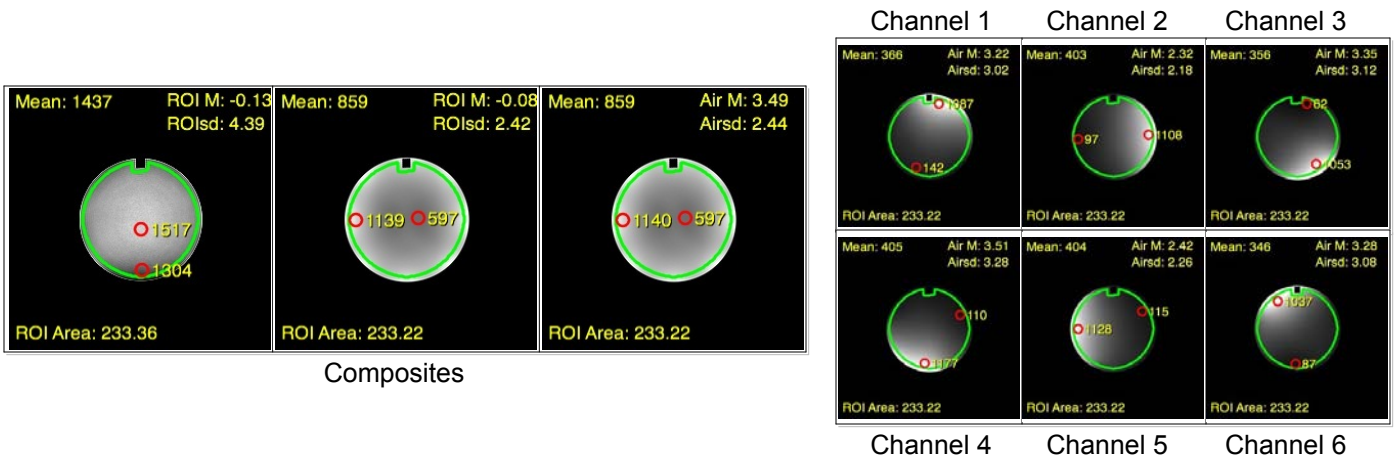 Mean: 1437 ROI M: -0.13
ROIsd: 4.39
1517
1304
ROI Area: 233.36
Mean: 859 ROI M: -0.08
ROIsd: 2.42
1139 597
ROI Area: 233.22
Mean: 859 Air M: 3.49
Airsd: 2.44
1140 597
ROI Area: 233.22
Composites
Channel 1 Channel 2 Channel 3
Mean: 366 Air M: 3.22
Airsd: 3.02
1087
142
ROI Area: 233.22
Mean: 403 Air M: 2.32
Airsd: 2.18
97 1108
ROI Area: 233.22
Mean: 356 Air M: 3.35
Airsd: 3.12
62
1053
ROI Area: 233.22
Mean: 405 Air M: 3.51
Airsd: 3.28
110
1177
ROI Area: 233.22
Mean: 404 Air M: 2.42
Airsd: 2.26
115
1128
ROI Area: 233.22
Mean: 346 Air M: 3.28
Airsd: 3.08
1037
87
ROI Area: 233.22
Channel 4 Channel 5 Channel 6